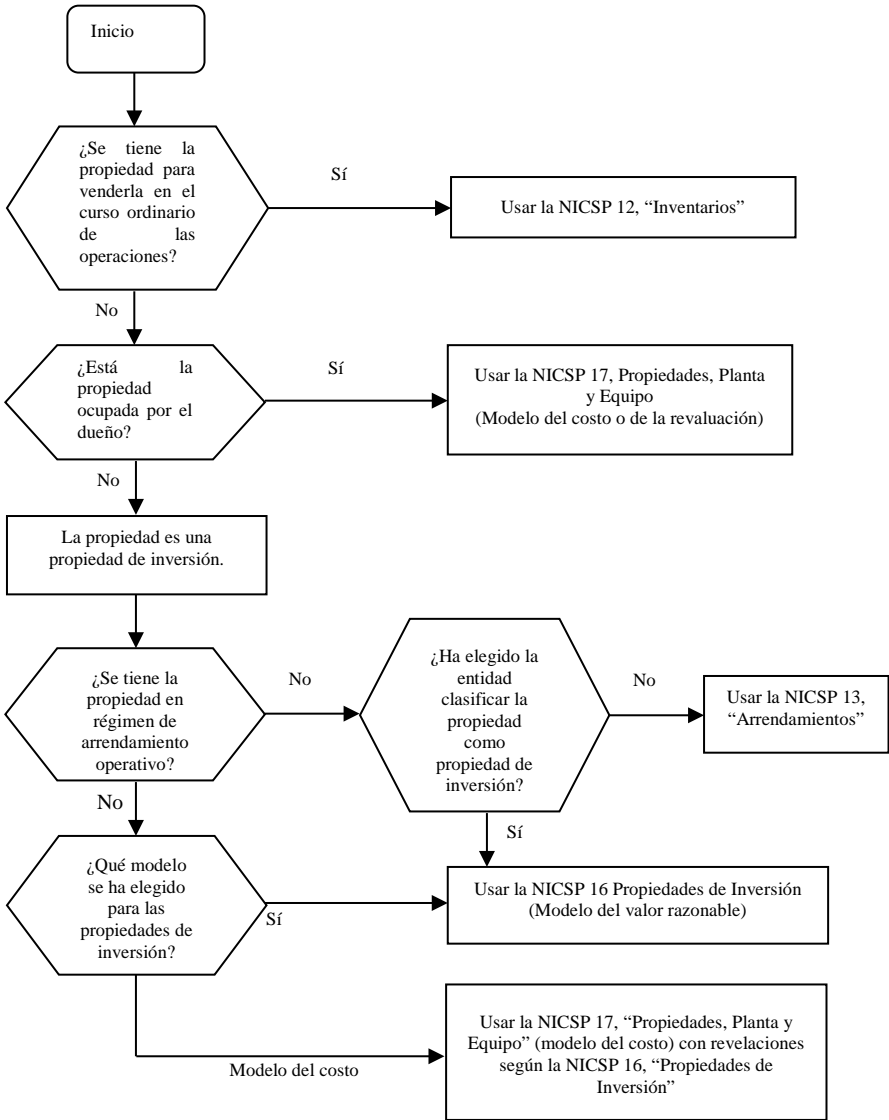 Inicio
¿Se tiene la
propiedad para
venderla en el
curso ordinario
de las
operaciones?
Sí
Usar la NICSP 12, “Inventarios”
No
¿Está la
propiedad
ocupada por el
dueño?
Sí
Usar la NICSP 17, Propiedades, Planta
y Equipo
(Modelo del costo o de la revaluación)
No
La propiedad es una
propiedad de inversión.
¿Se tiene la
propiedad en
régimen de
arrendamiento
operativo?
No
¿Ha elegido la
entidad
clasificar la
propiedad
como
propiedad de
inversión?
No
Usar la NICSP 13,
“Arrendamientos”
No
Sí
¿Qué modelo
se ha elegido
para las
propiedades de
inversión?
Sí
Usar la NICSP 16 Propiedades de Inversión
(Modelo del valor razonable)
Modelo del costo
Usar la NICSP 17, “Propiedades, Planta y
Equipo” (modelo del costo) con revelaciones
según la NICSP 16, “Propiedades de
Inversión”